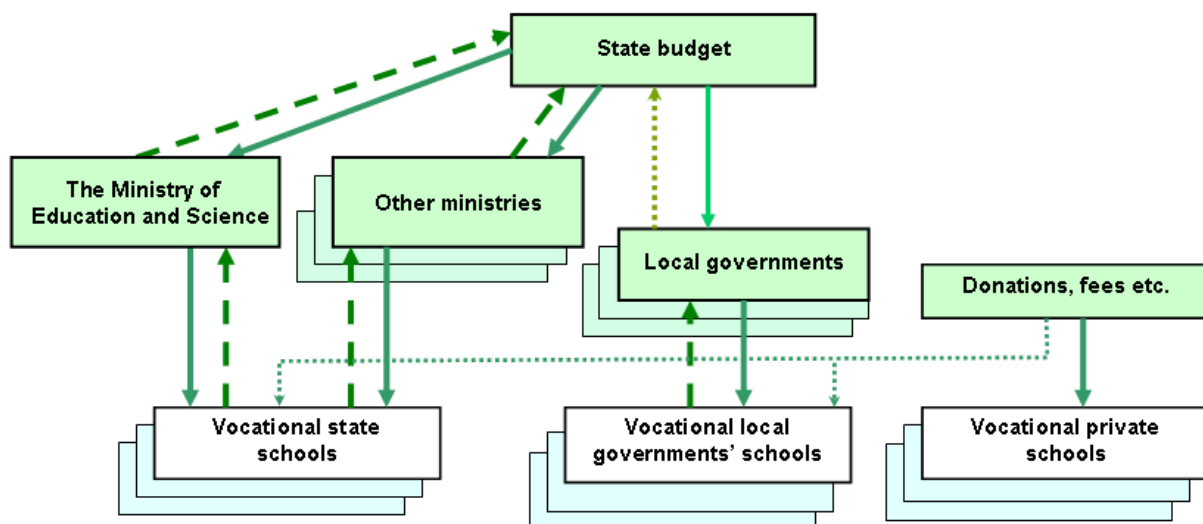 State budget
The Ministry of
Education and Science
Other ministries
Local governments
Donations, fees etc.
Vocational state
schools
Vocational local
governments’ schools
Vocational private
schools